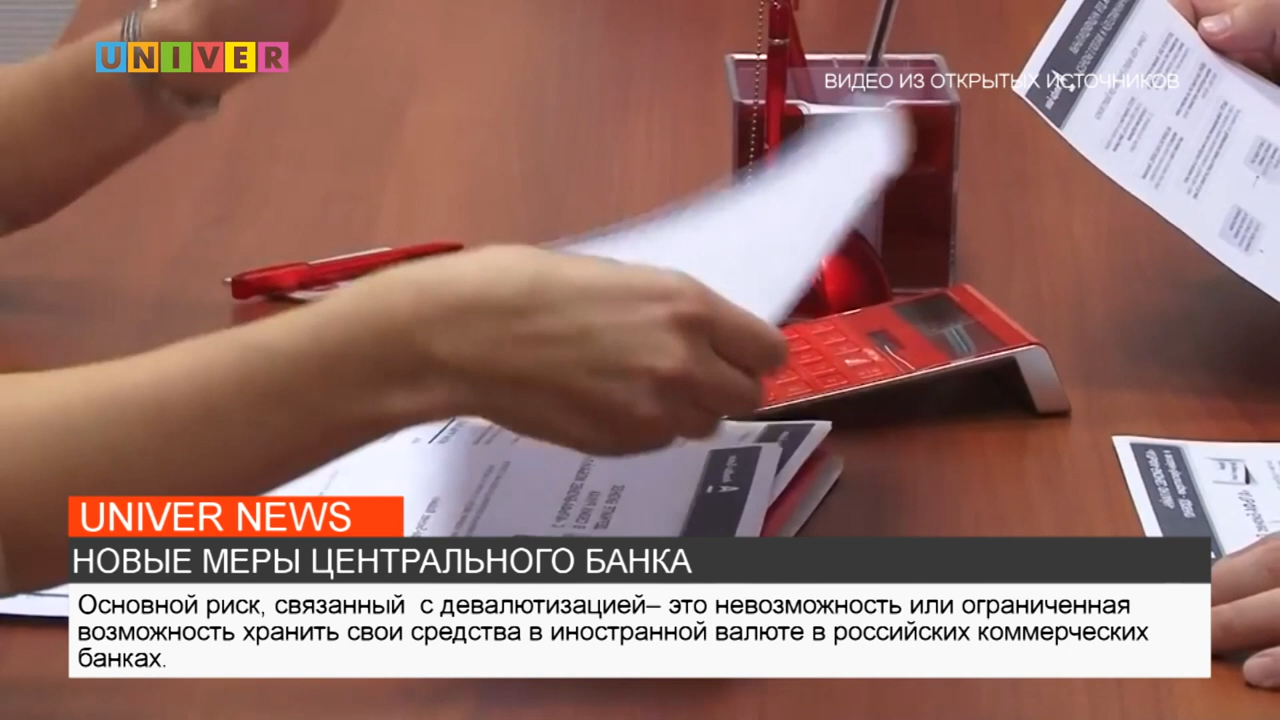 UNIVER
ВИДЕО ИЗ ОТКРЫТЫХ ИСТОЧНИКОВ
UNIVER NEWS
НОВЫЕ МЕРЫ ЦЕНТРАЛЬНОГО БАНКА
Основной риск, связанный с девалютизацией– это невозможность или ограниченная
возможность хранить свои средства в иностранной валюте в российских коммерческих
банках.